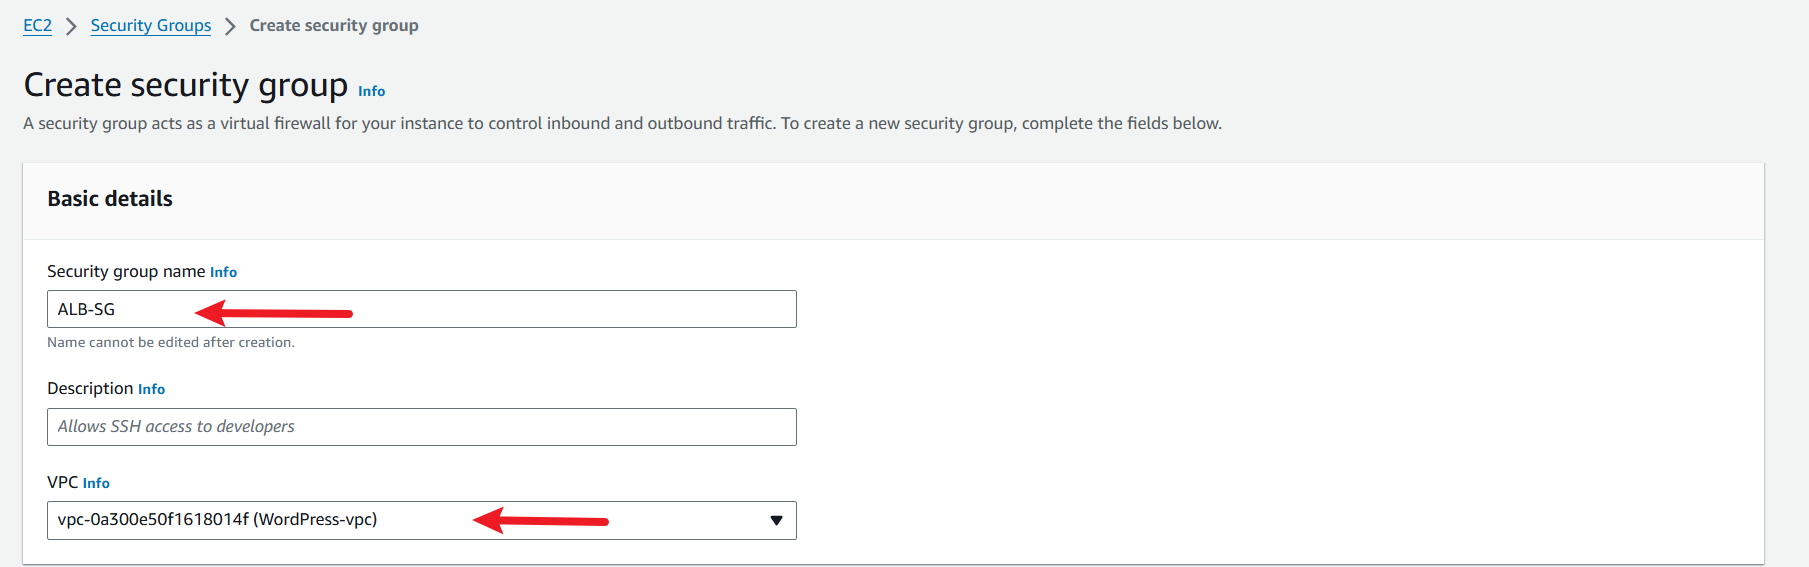 EC2 > Security Groups > Create security group
Create security group Info
A security group acts as a virtual firewall for your instance to control inbound and outbound traffic. To create a new security group, complete the fields below.
Basic details
Security group name Info
ALB-SG
Name cannot be edited after creation.
Description Info
Allows SSH access to developers
VPC Info
vpc-0a300e50f1618014f (WordPress-vpc)